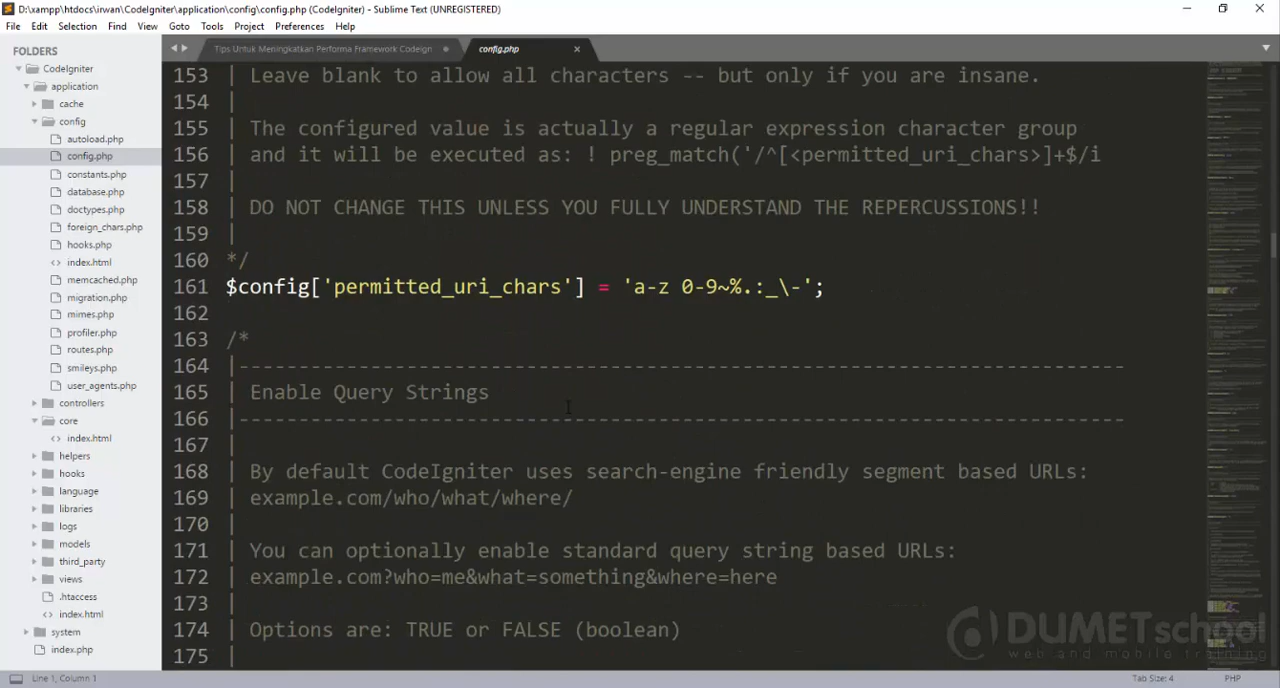 D:\xampp\htdocs\irwan\CodeIgniter\application\config\config.php (CodeIgniter) - Sublime Text (UNREGISTERED)
File Edit Selection Find View Goto Tools Project Preferences Help
FOLDERS
CodeIgniter
application
cache
config
autoload.php
config.php
constants.php
database.php
doctypes.php
foreign_chars.php
hooks.php
index.html
memcached.php
migration.php
mimes.php
profiler.php
routes.php
smileys.php
user_agents.php
controllers
core
index.html
helpers
hooks
language
libraries
logs
models
third_party
views
.htaccess
index.html
system
index.php
Tips Untuk Meningkatkan Performa Framework Codeign
config.php
153 | Leave blank to allow all characters -- but only if you are insane.
154 |
155 | The configured value is actually a regular expression character group
156 | and it will be executed as: ! preg_match('/^[<permitted_uri_chars>]+$/i
157 |
158 | DO NOT CHANGE THIS UNLESS YOU FULLY UNDERSTAND THE REPERCUSSIONS!!
159 |
160 */
161 $config['permitted_uri_chars'] = 'a-z 0-9~%.:_\-';
162
163 /*
164 |--------------------------------------------------------------------------
165 | Enable Query Strings
166 |--------------------------------------------------------------------------
167 |
168 | By default CodeIgniter uses search-engine friendly segment based URLs:
169 | example.com/who/what/where/
170 |
171 | You can optionally enable standard query string based URLs:
172 | example.com?who=me&what=something&where=here
173 |
174 | Options are: TRUE or FALSE (boolean)
175 |
DUMETschool
web and mobile training
Line 1, Column 1
Tab Size: 4
PHP